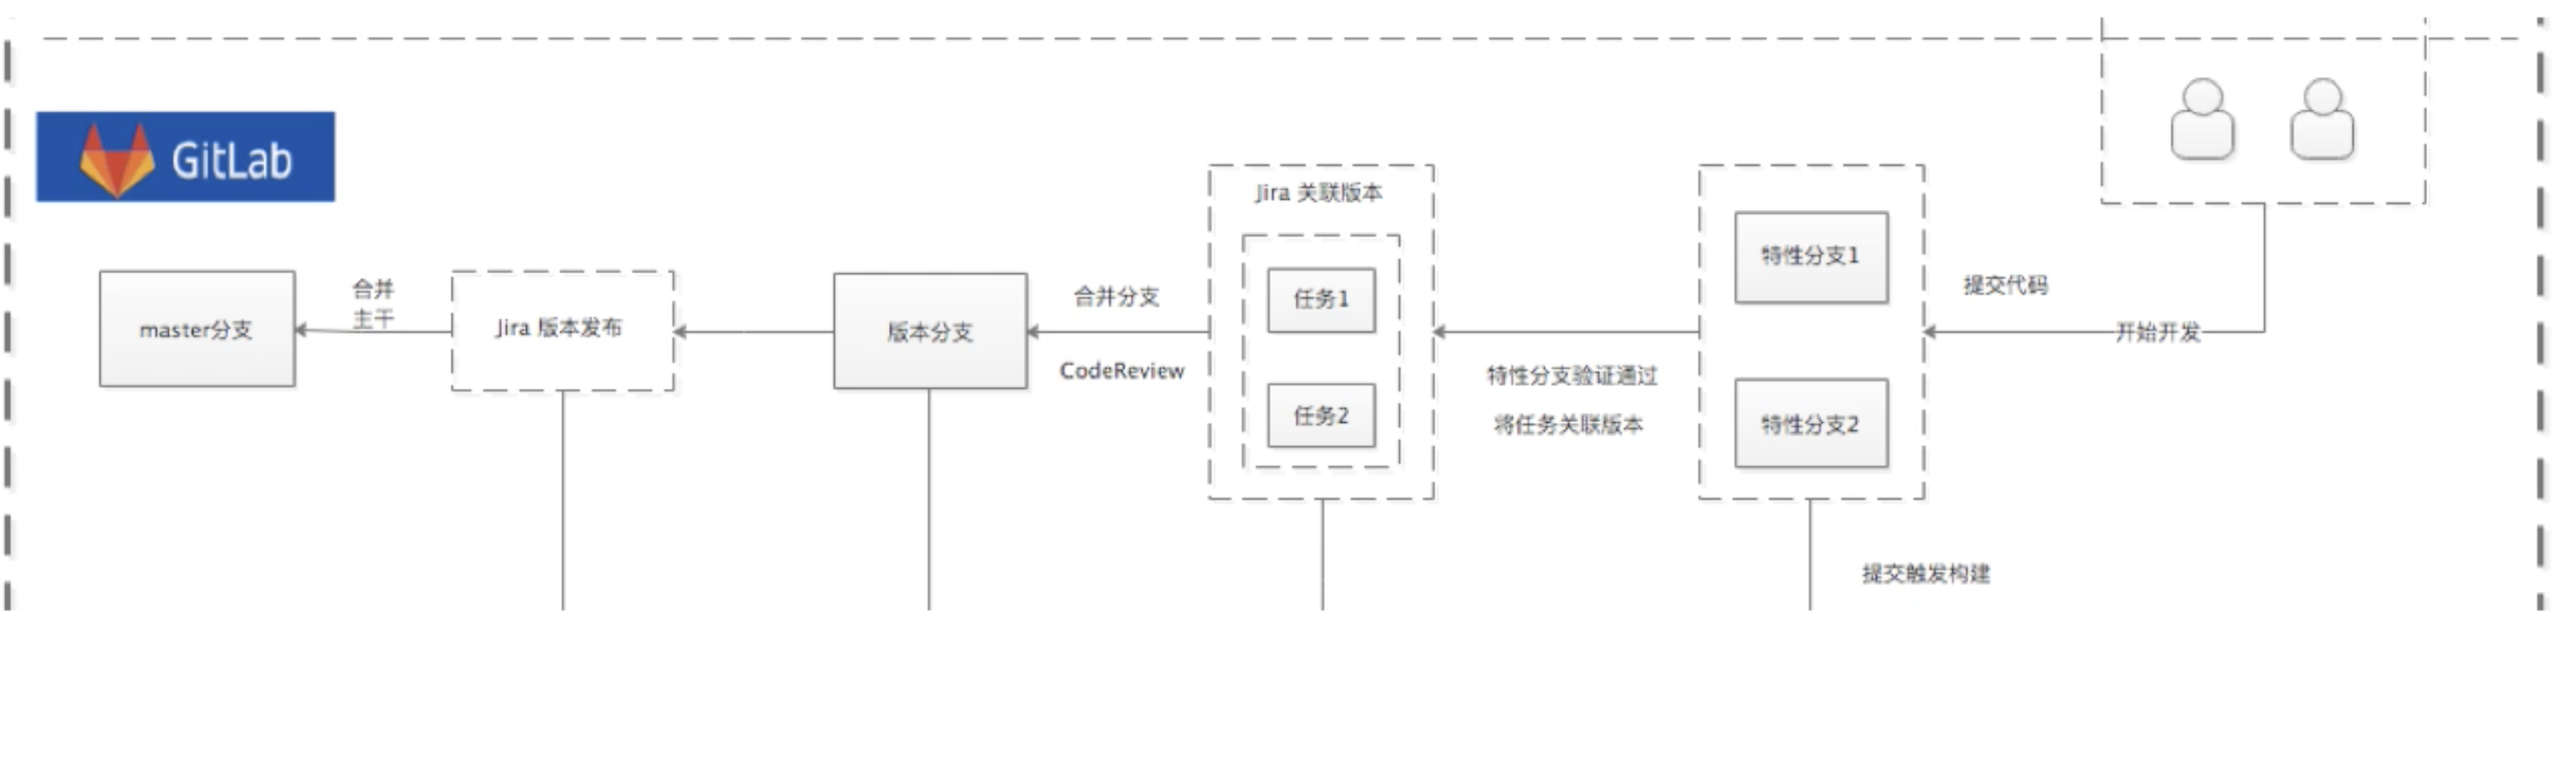 GitLab
master分支
合并
主干
Jira 版本发布
版本分支
合并分支
CodeReview
Jira 关联版本
任务1
任务2
特性分支验证通过
将任务关联版本
特性分支1
特性分支2
提交代码
开始开发
提交触发构建